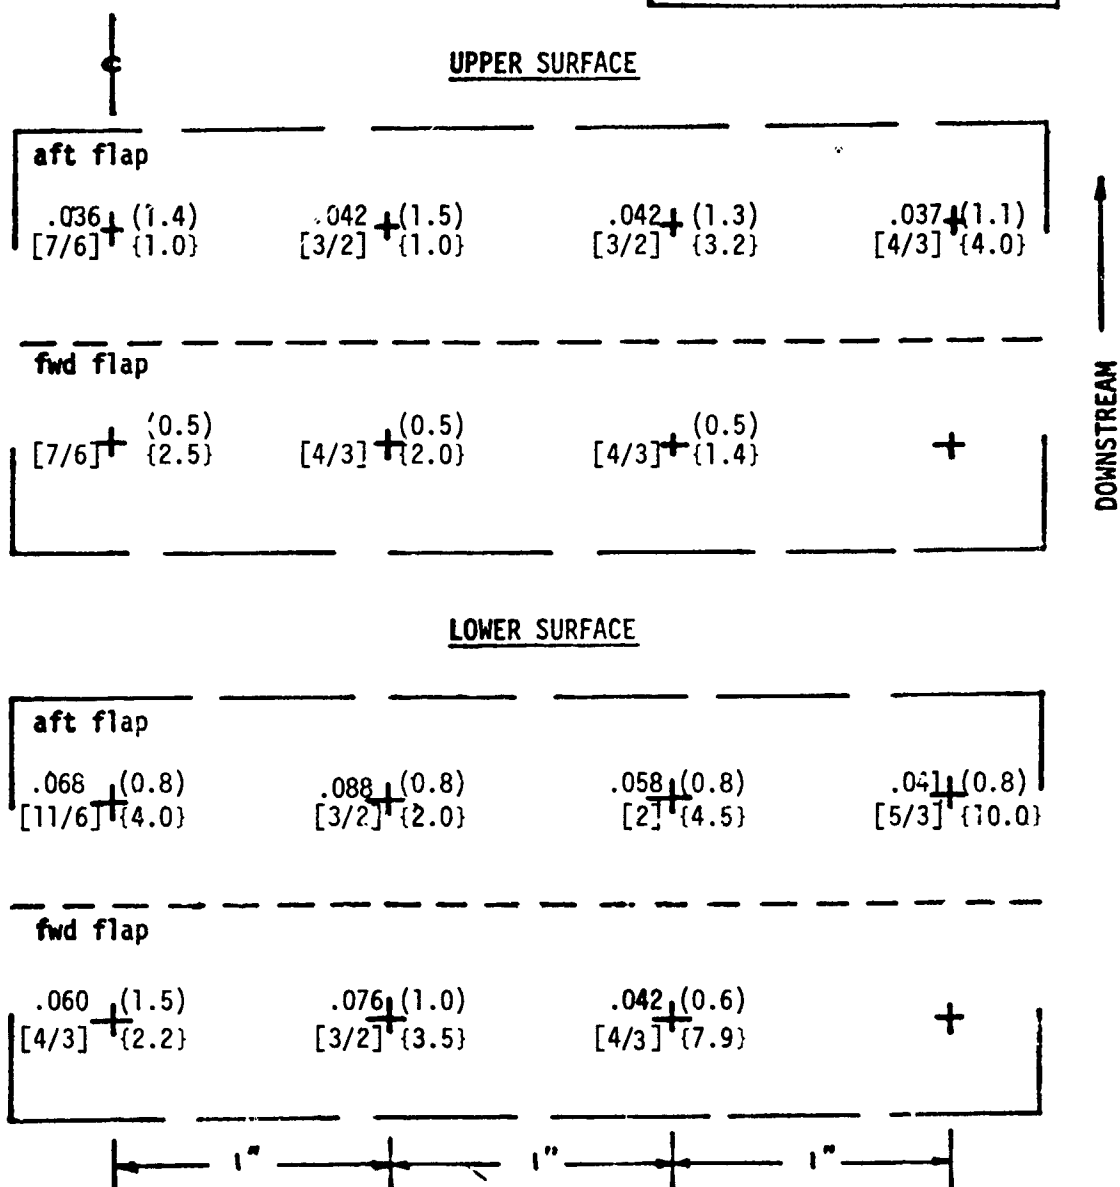 ℄
UPPER SURFACE
aft flap
.036 (1.4) .042 (1.5) .042 (1.3) .037 (1.1)
[7/6] {1.0} [3/2] {1.0} [3/2] {3.2} [4/3] {4.0}
fwd flap
(0.5) (0.5) (0.5)
[7/6] {2.5} [4/3] {2.0} [4/3] {1.4}
DOWNSTREAM
LOWER SURFACE
aft flap
.068 (0.8) .088 (0.8) .058 (0.8) .041 (0.8)
[11/6] {4.0} [3/2] {2.0} [2] {4.5} [5/3] {10.0}
fwd flap
.060 (1.5) .076 (1.0) .042 (0.6)
[4/3] {2.2} [3/2] {3.5} [4/3] {7.9}
1" 1" 1"